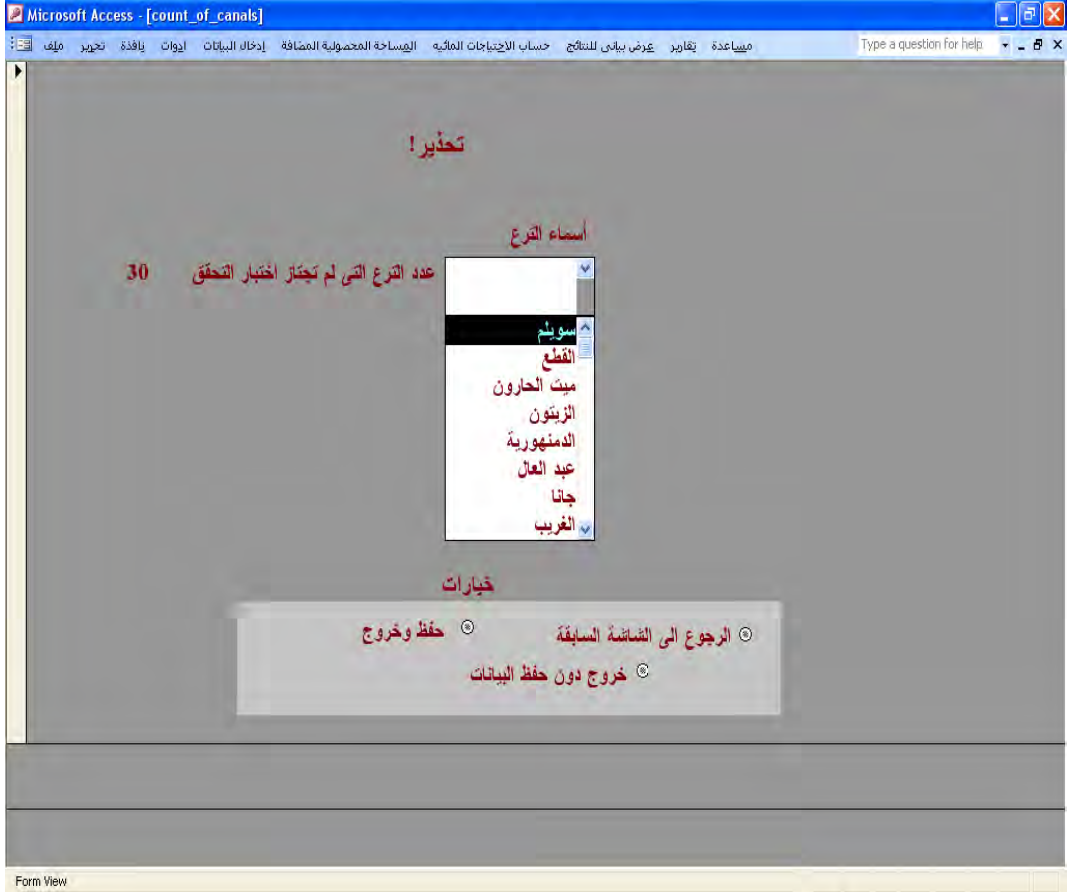 Microsoft Access - [count_of_canals]
ملف تحرير نافذة ادوات إدخال البيانات المساحة المحصولية المضافة حساب الاحتياجات المائيه عرض بيانى للنتائج تقارير مساعدة Type a question for help
تحذير !
أسماء الترع
عدد الترع التى لم تجتاز اختبار التحقق 30
سويلم
القطع
ميت الحارون
الزيتون
الدمنهورية
عبد العال
جانا
الغريب
خيارات
الرجوع الى الشاشة السابقة حفظ وخروج
خروج دون حفظ البيانات
Form View